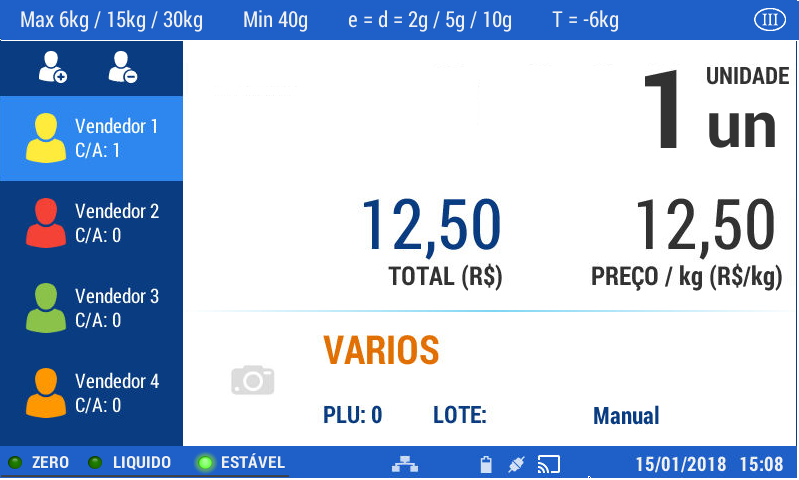 Max 6kg / 15kg / 30kg Min 40g e = d = 2g / 5g / 10g T = -6kg III
Vendedor 1
C/A: 1
Vendedor 2
C/A: 0
Vendedor 3
C/A: 0
Vendedor 4
C/A: 0
UNIDADE
1 un
12,50 12,50
TOTAL (R$) PREÇO / kg (R$/kg)
VARIOS
PLU: 0 LOTE: Manual
ZERO LIQUIDO ESTÁVEL 15/01/2018 15:08